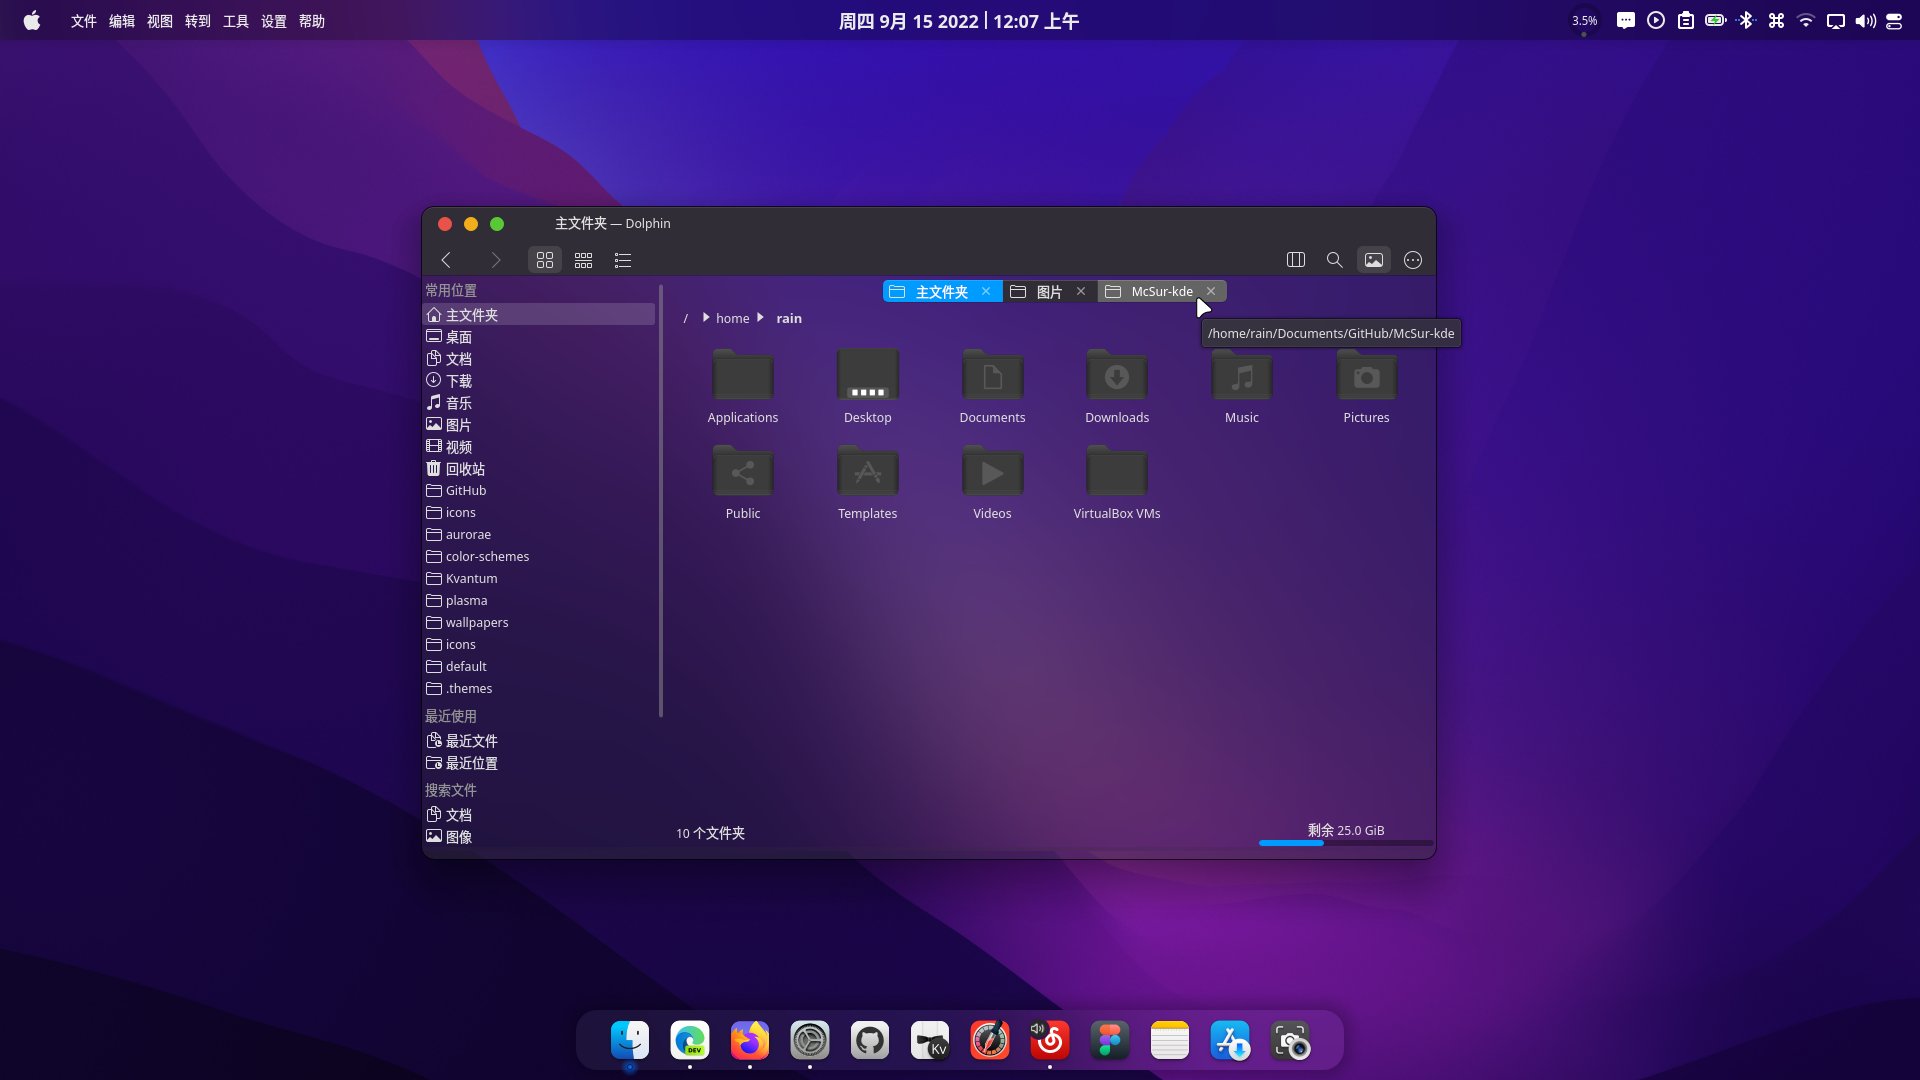 文件 编辑 视图 转到 工具 设置 帮助
周四 9月 15 2022 | 12:07 上午
3.5%
主文件夹 — Dolphin
常用位置
主文件夹
桌面
文档
下载
音乐
图片
视频
回收站
GitHub
icons
aurorae
color-schemes
Kvantum
plasma
wallpapers
icons
default
.themes
最近使用
最近文件
最近位置
搜索文件
文档
图像
主文件夹 图片 McSur-kde
/ home rain
/home/rain/Documents/GitHub/McSur-kde
Applications Desktop Documents Downloads Music Pictures
Public Templates Videos VirtualBox VMs
10 个文件夹
剩余 25.0 GiB
DEV
Kv